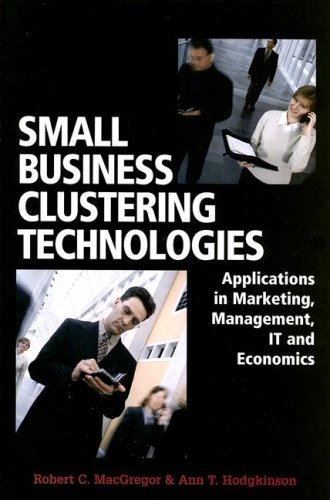 SMALL
BUSINESS
CLUSTERING
TECHNOLOGIES
Applications
in Marketing,
Management,
IT and
Economics
Robert C. MacGregor & Ann T. Hodgkinson